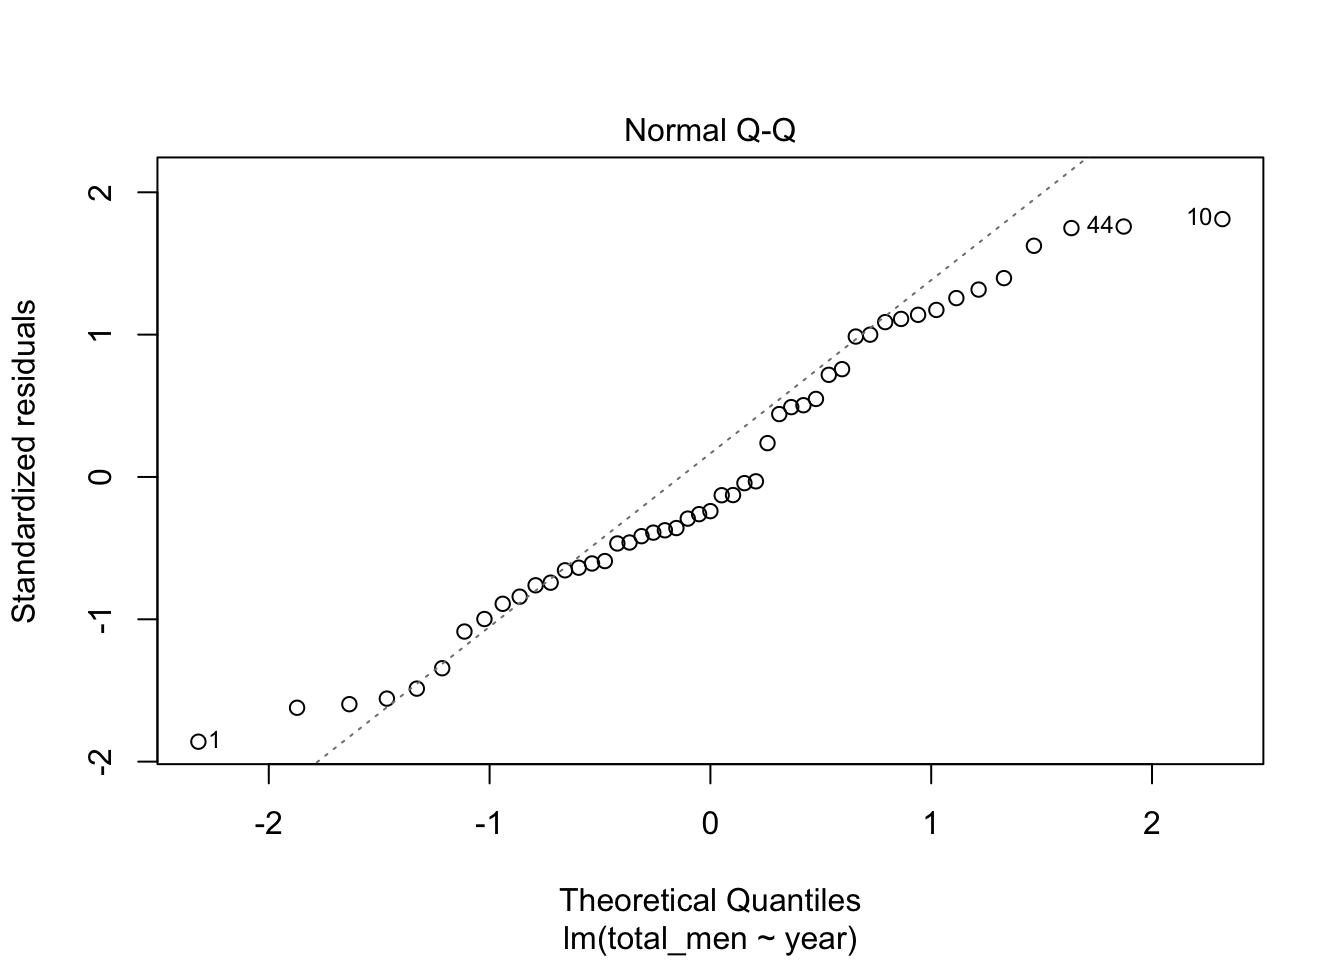 Normal Q-Q
Standardized residuals
2
1
0
-1
-2
44
10
1
-2 -1 0 1 2
Theoretical Quantiles
lm(total_men ~ year)